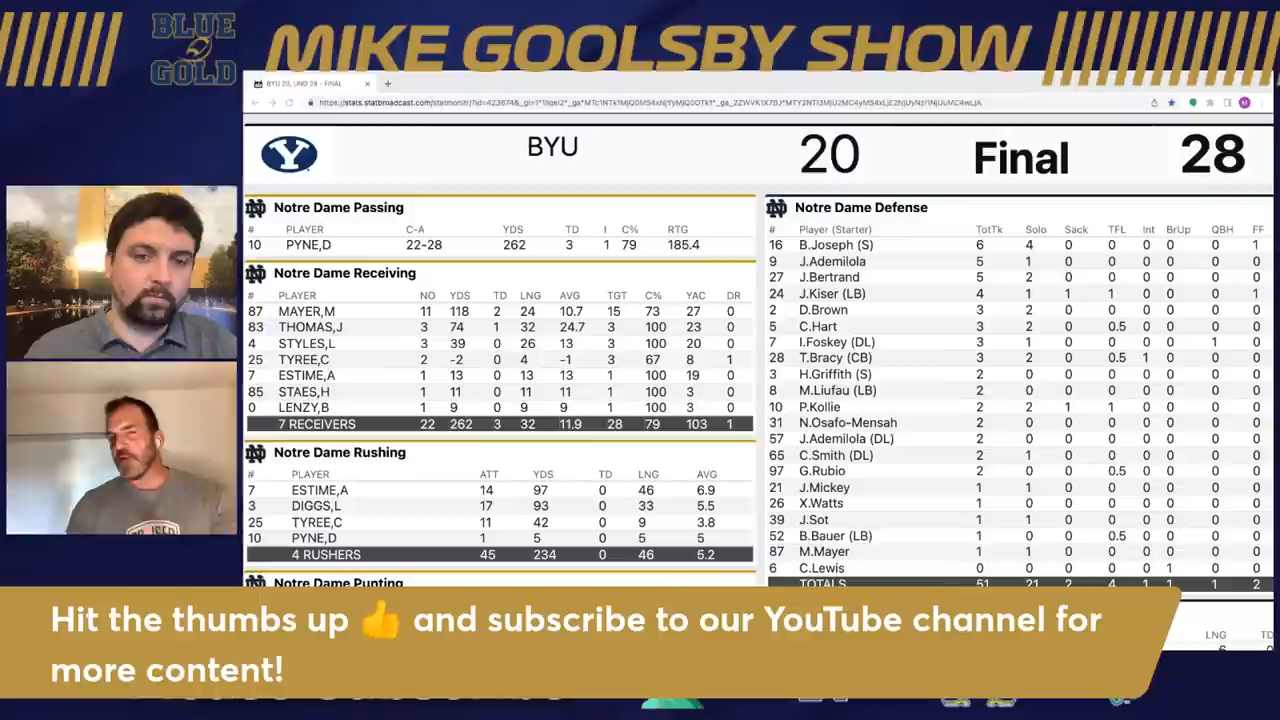 BLUE
GOLD
MIKE GOOLSBY SHOW
BYU 20, UND 28 - FINAL
BYU
20
Final
28
Notre Dame Passing
# PLAYER C-A YDS TD I C% RTG
10 PYNE,D 22-28 262 3 1 79 185.4
Notre Dame Receiving
# PLAYER NO YDS TD LNG AVG TGT C% YAC DR
87 MAYER,M 11 118 2 24 10.7 15 73 27 0
83 THOMAS,J 3 74 1 32 24.7 3 100 23 0
4 STYLES,L 3 39 0 26 13 3 100 20 0
25 TYREE,C 2 -2 0 4 -1 3 67 8 1
7 ESTIME,A 1 13 0 13 13 1 100 19 0
85 STAES,H 1 11 0 11 11 1 100 3 0
0 LENZY,B 1 9 0 9 9 1 100 3 0
7 RECEIVERS 22 262 3 32 11.9 28 79 103 1
Notre Dame Rushing
# PLAYER ATT YDS TD LNG AVG
7 ESTIME,A 14 97 0 46 6.9
3 DIGGS,L 17 93 0 33 5.5
25 TYREE,C 11 42 0 9 3.8
10 PYNE,D 1 5 0 5 5
4 RUSHERS 45 234 0 46 5.2
Notre Dame Punting
Notre Dame Defense
# Player (Starter) TotTk Solo Sack TFL Int BrUp QBH FF
16 B.Joseph (S) 6 4 0 0 0 0 0 1
9 J.Ademilola 5 1 0 0 0 0 0 0
27 J.Bertrand 5 2 0 0 0 0 0 0
24 J.Kiser (LB) 4 1 1 1 0 0 0 1
2 D.Brown 3 2 0 0 0 0 0 0
5 C.Hart 3 2 0 0.5 0 0 0 0
7 I.Foskey (DL) 3 1 0 0 0 0 1 0
28 T.Bracy (CB) 3 2 0 0.5 1 0 0 0
3 H.Griffith (S) 2 0 0 0 0 0 0 0
8 M.Liufau (LB) 2 0 0 0 0 0 0 0
10 P.Kollie 2 2 1 1 0 0 0 0
31 N.Osafo-Mensah 2 0 0 0 0 0 0 0
57 J.Ademilola (DL) 2 0 0 0 0 0 0 0
65 C.Smith (DL) 2 1 0 0 0 0 0 0
97 G.Rubio 2 0 0 0.5 0 0 0 0
21 J.Mickey 1 1 0 0 0 0 0 0
26 X.Watts 1 0 0 0 0 0 0 0
39 J.Sot 1 1 0 0 0 0 0 0
52 B.Bauer (LB) 1 0 0 0.5 0 0 0 0
87 M.Mayer 1 1 0 0 0 0 0 0
6 C.Lewis 0 0 0 0 0 1 0 0
TOTALS 51 21 2 4 1 1 1 2
LNG TD
Hit the thumbs up 👍 and subscribe to our YouTube channel for
more content!